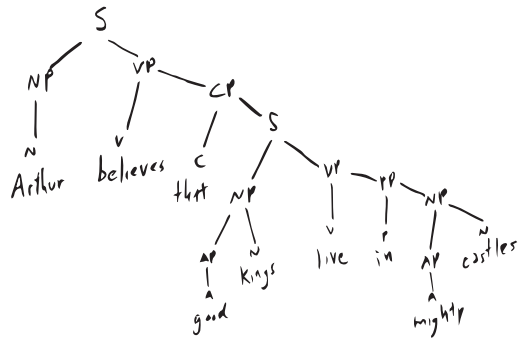 S
NP VP
N V CP
Arthur believes C S
that NP VP PP NP
AP N V P AP N
A kings live in A castles
good mighty